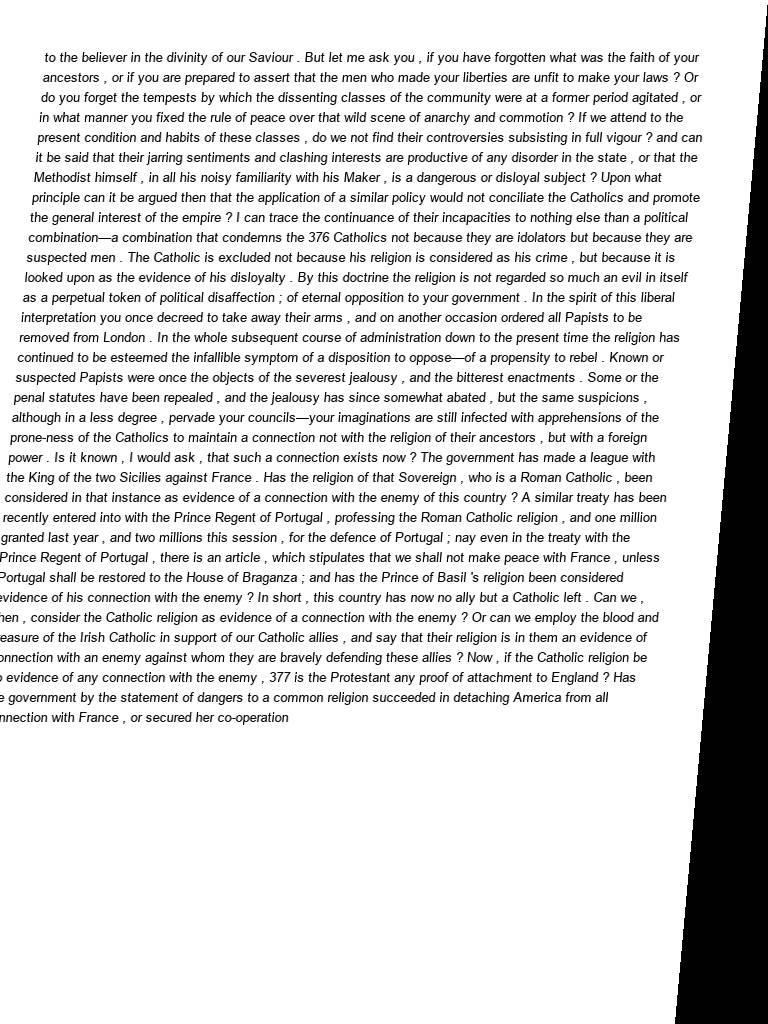 to the believer in the divinity of our Saviour . But let me ask you , if you have forgotten what was the faith of your
ancestors , or if you are prepared to assert that the men who made your liberties are unfit to make your laws ? Or
do you forget the tempests by which the dissenting classes of the community were at a former period agitated , or
in what manner you fixed the rule of peace over that wild scene of anarchy and commotion ? If we attend to the
present condition and habits of these classes , do we not find their controversies subsisting in full vigour ? and can
it be said that their jarring sentiments and clashing interests are productive of any disorder in the state , or that the
Methodist himself , in all his noisy familiarity with his Maker , is a dangerous or disloyal subject ? Upon what
principle can it be argued then that the application of a similar policy would not conciliate the Catholics and promote
the general interest of the empire ? I can trace the continuance of their incapacities to nothing else than a political
combination—a combination that condemns the 376 Catholics not because they are idolators but because they are
suspected men . The Catholic is excluded not because his religion is considered as his crime , but because it is
looked upon as the evidence of his disloyalty . By this doctrine the religion is not regarded so much an evil in itself
as a perpetual token of political disaffection ; of eternal opposition to your government . In the spirit of this liberal
interpretation you once decreed to take away their arms , and on another occasion ordered all Papists to be
removed from London . In the whole subsequent course of administration down to the present time the religion has
continued to be esteemed the infallible symptom of a disposition to oppose—of a propensity to rebel . Known or
suspected Papists were once the objects of the severest jealousy , and the bitterest enactments . Some or the
penal statutes have been repealed , and the jealousy has since somewhat abated , but the same suspicions ,
although in a less degree , pervade your councils—your imaginations are still infected with apprehensions of the
prone-ness of the Catholics to maintain a connection not with the religion of their ancestors , but with a foreign
power . Is it known , I would ask , that such a connection exists now ? The government has made a league with
the King of the two Sicilies against France . Has the religion of that Sovereign , who is a Roman Catholic , been
considered in that instance as evidence of a connection with the enemy of this country ? A similar treaty has been
recently entered into with the Prince Regent of Portugal , professing the Roman Catholic religion , and one million
granted last year , and two millions this session , for the defence of Portugal ; nay even in the treaty with the
Prince Regent of Portugal , there is an article , which stipulates that we shall not make peace with France , unless
Portugal shall be restored to the House of Braganza ; and has the Prince of Basil 's religion been considered
evidence of his connection with the enemy ? In short , this country has now no ally but a Catholic left . Can we ,
hen , consider the Catholic religion as evidence of a connection with the enemy ? Or can we employ the blood and
easure of the Irish Catholic in support of our Catholic allies , and say that their religion is in them an evidence of
onnection with an enemy against whom they are bravely defending these allies ? Now , if the Catholic religion be
evidence of any connection with the enemy , 377 is the Protestant any proof of attachment to England ? Has
e government by the statement of dangers to a common religion succeeded in detaching America from all
nnection with France , or secured her co-operation